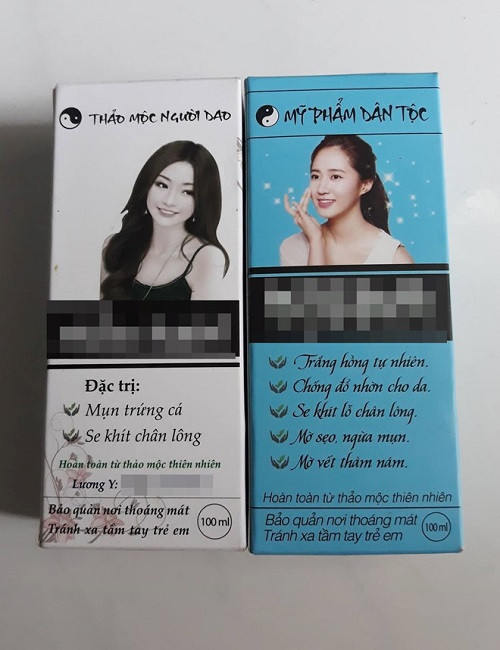 THẢO MỘC NGƯỜI DAO
Đặc trị:
Mụn trứng cá
Se khít chân lông
Hoàn toàn từ thảo mộc thiên nhiên
Lương Y:
Bảo quản nơi thoáng mát
Tránh xa tầm tay trẻ em
100 ml
MỸ PHẨM DÂN TỘC
Trắng hồng tự nhiên.
Chống đổ nhờn cho da.
Se khít lỗ chân lông.
Mờ sẹo, ngừa mụn.
Mờ vết thâm nám.
Hoàn toàn từ thảo mộc thiên nhiên
Bảo quản nơi thoáng mát
Tránh xa tầm tay trẻ em
100 ml